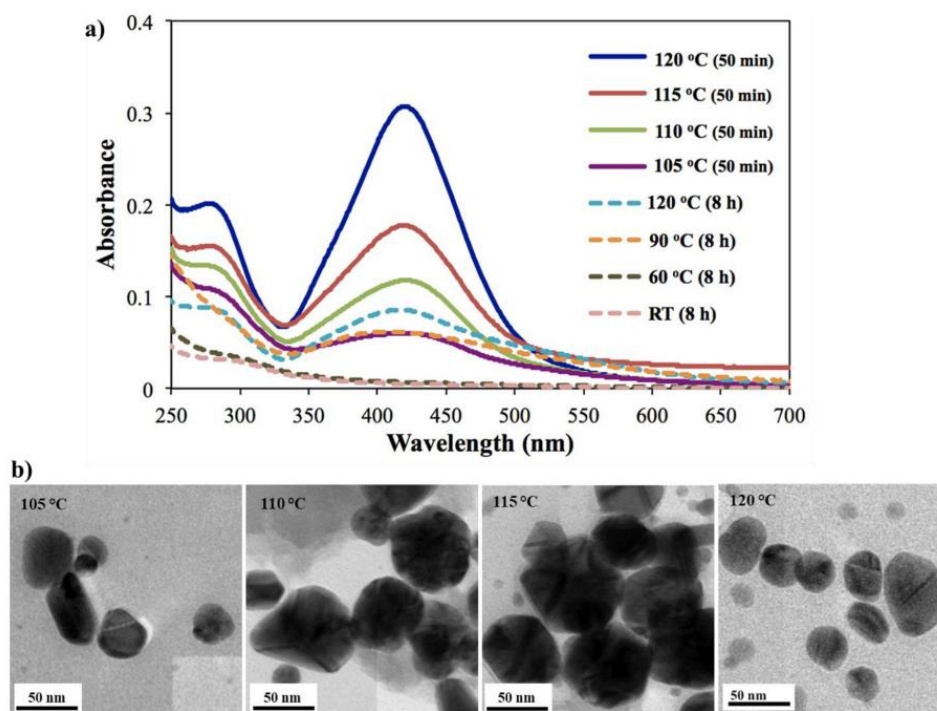 a)
0.4
0.3
0.2
0.1
0
Absorbance
120 °C (50 min)
115 °C (50 min)
110 °C (50 min)
105 °C (50 min)
120 °C (8 h)
90 °C (8 h)
60 °C (8 h)
RT (8 h)
250 300 350 400 450 500 550 600 650 700
Wavelength (nm)
b)
105 °C
110 °C
115 °C
120 °C
50 nm
50 nm
50 nm
50 nm